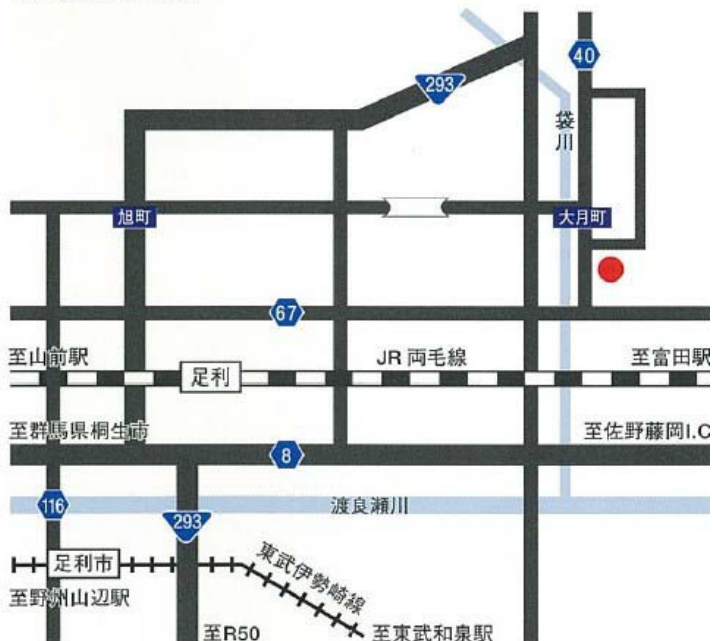 40
293
袋川
旭町
大月町
67
至山前駅
JR 両毛線
至富田駅
足利
至群馬県桐生市
至佐野藤岡I.C
8
116
渡良瀬川
293
足利市
東武伊勢崎線
至野州山辺駅
至R50
至東武和泉駅